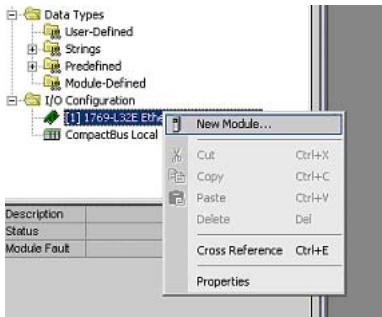 Data Types
User-Defined
Strings
Predefined
Module-Defined
I/O Configuration
[1] 1769-L32E Ethe
CompactBus Local
New Module...
Cut Ctrl+X
Copy Ctrl+C
Paste Ctrl+V
Delete Del
Cross Reference Ctrl+E
Properties
Description
Status
Module Fault